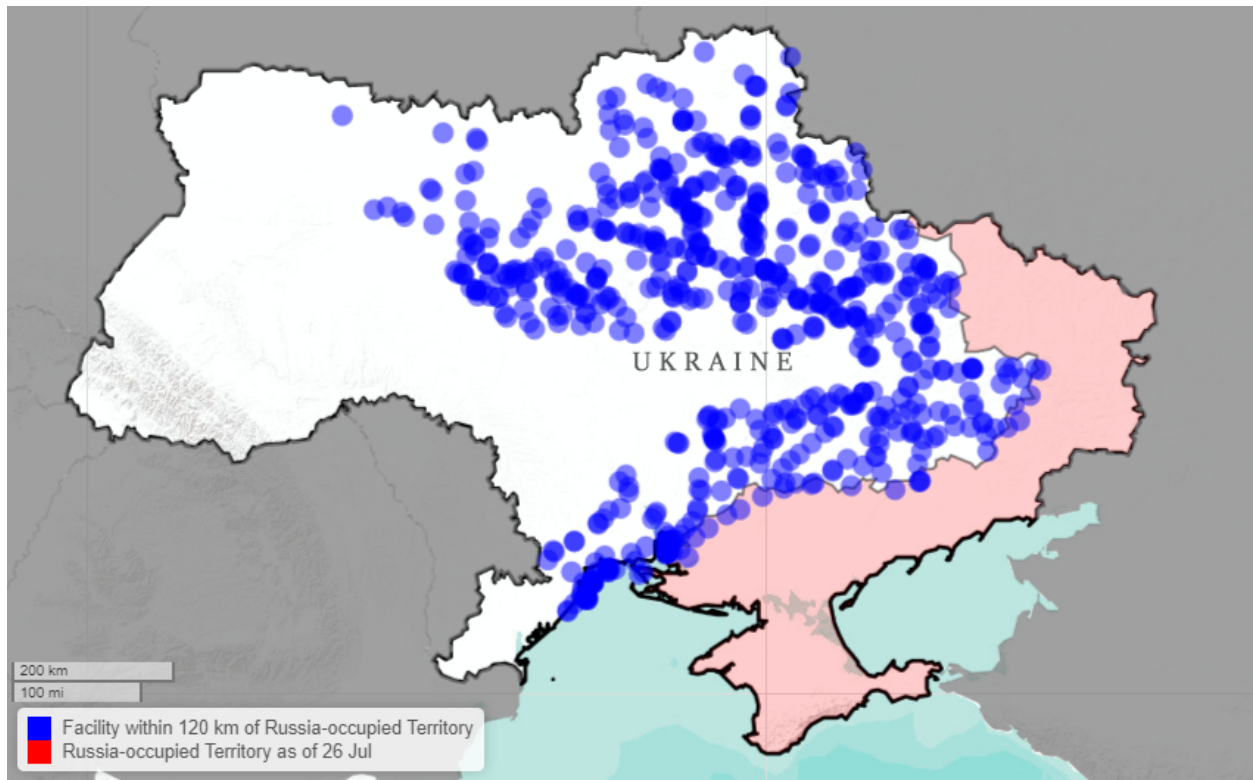 UKRAINE
200 km
100 mi
Facility within 120 km of Russia-occupied Territory
Russia-occupied Territory as of 26 Jul